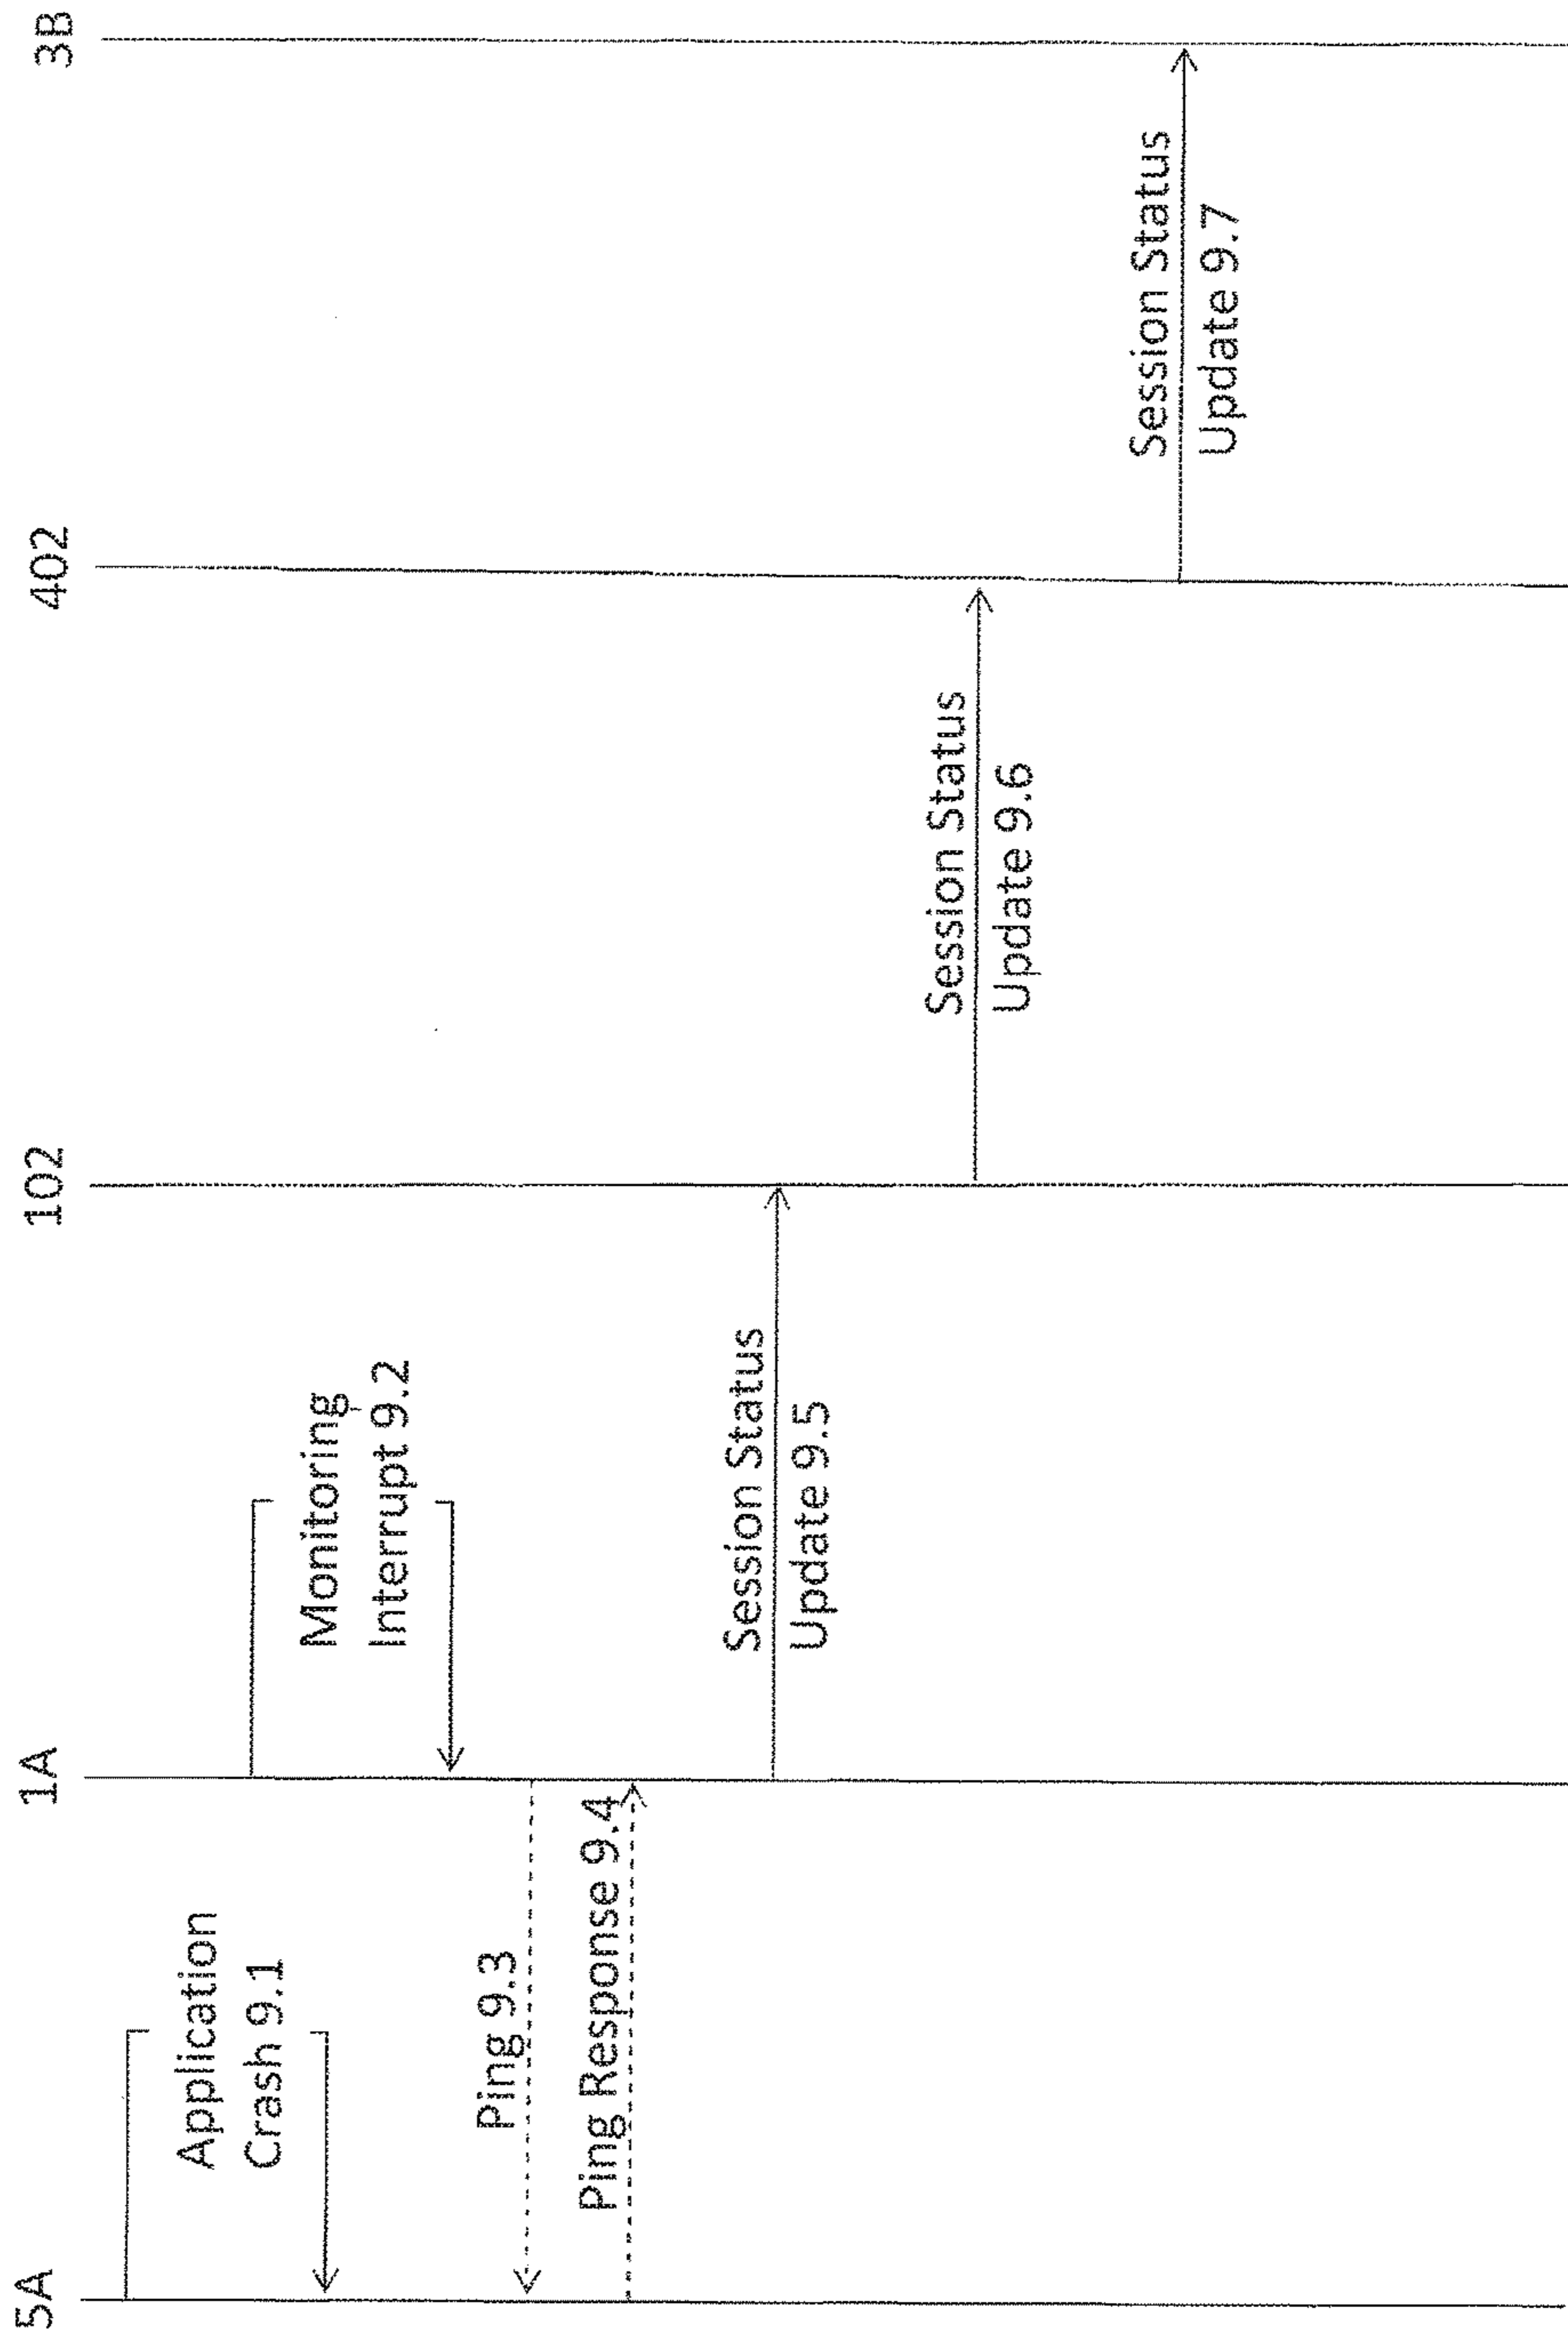 5A
1A
102
402
3B
Application
Crash 9.1
Monitoring
Interrupt 9.2
Ping 9.3
Ping Response 9.4
Session Status
Update 9.5
Session Status
Update 9.6
Session Status
Update 9.7